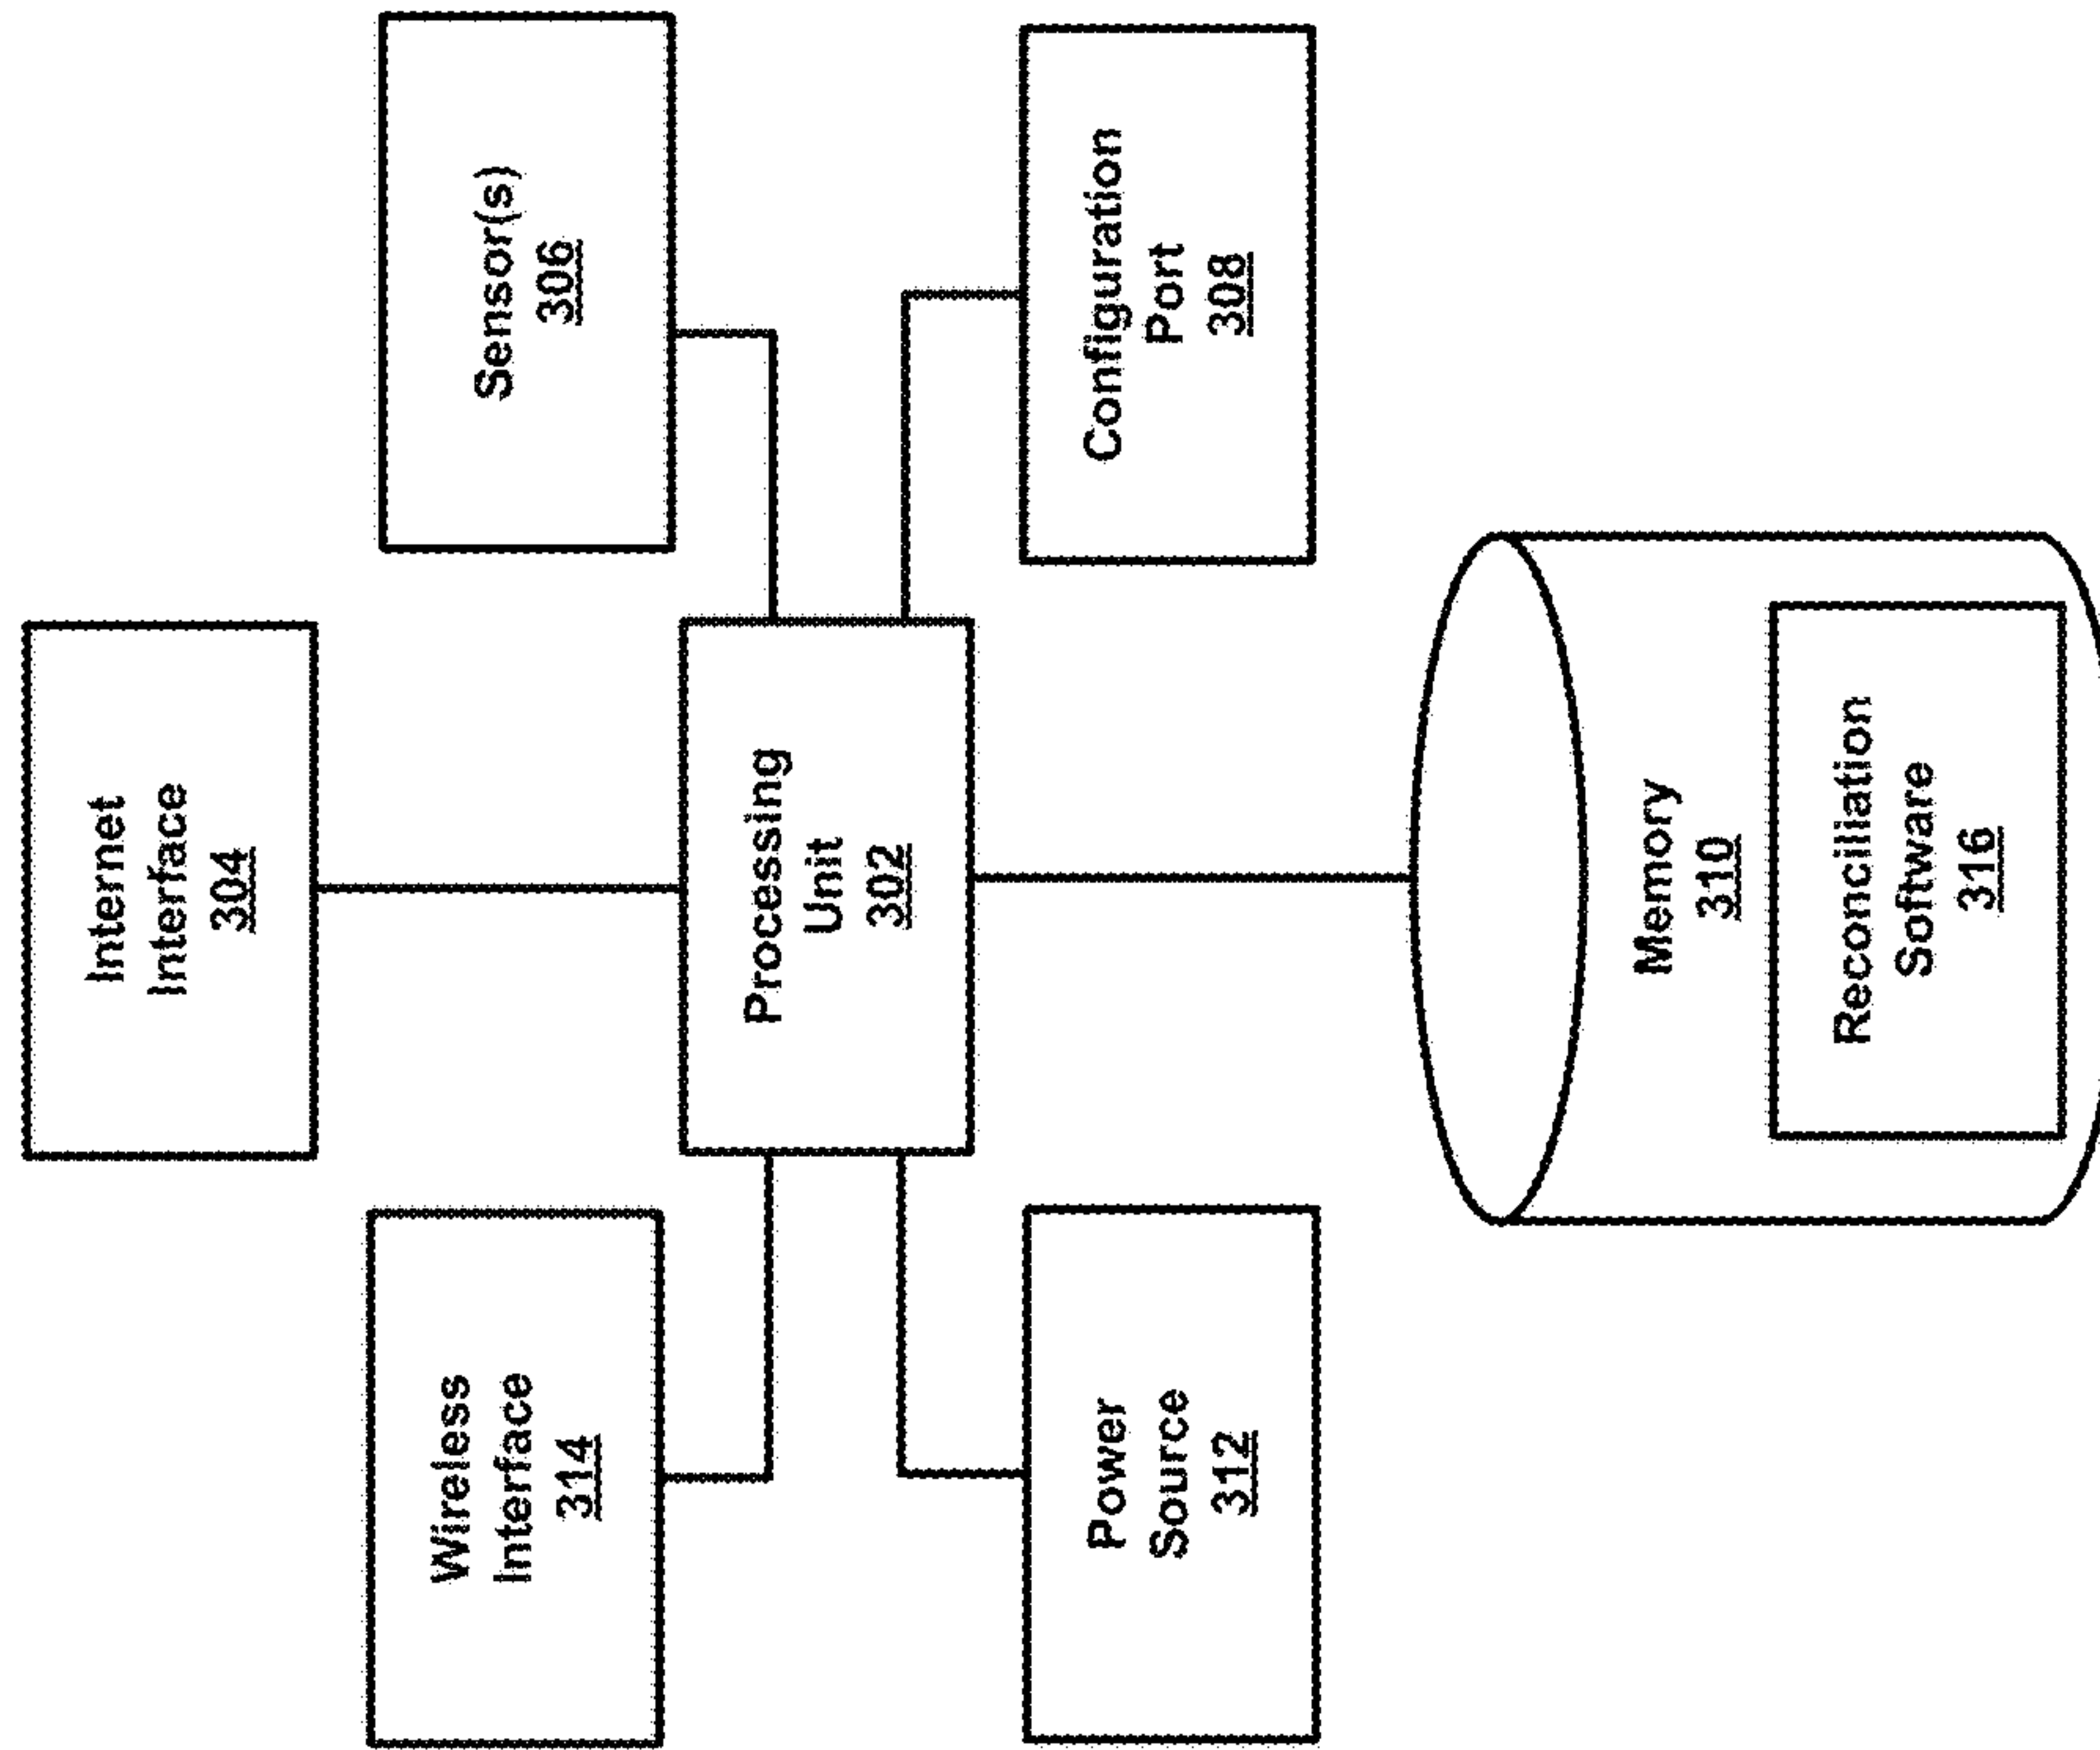 Internet
Interface
304
Wireless
Interface
314
Sensor(s)
306
Processing
Unit
302
Power
Source
312
Configuration
Port
308
Memory
310
Reconciliation
Software
316